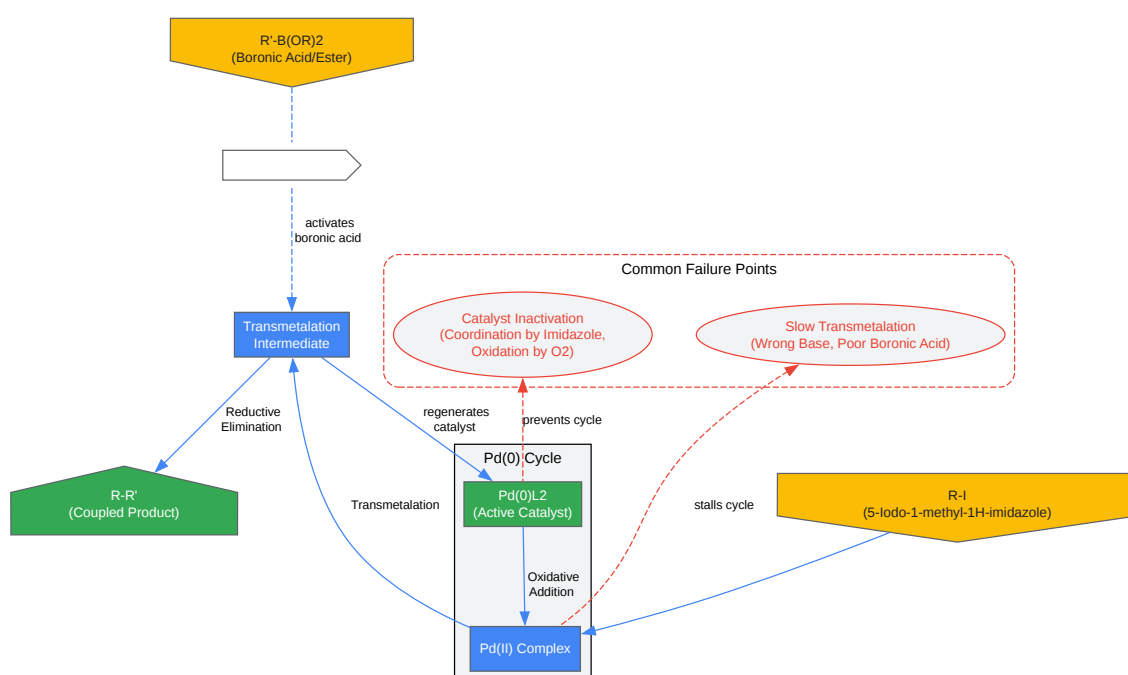 R'-B(OR)2
(Boronic Acid/Ester)
activates
boronic acid
Common Failure Points
Catalyst Inactivation
(Coordination by Imidazole,
Oxidation by O2)
Slow Transmetalation
(Wrong Base, Poor Boronic Acid)
Transmetalation
Intermediate
Reductive
Elimination
regenerates
catalyst
prevents cycle
Pd(0) Cycle
R-R'
(Coupled Product)
Transmetalation
Pd(0)L2
(Active Catalyst)
stalls cycle
R-I
(5-Iodo-1-methyl-1H-imidazole)
Oxidative
Addition
Pd(II) Complex